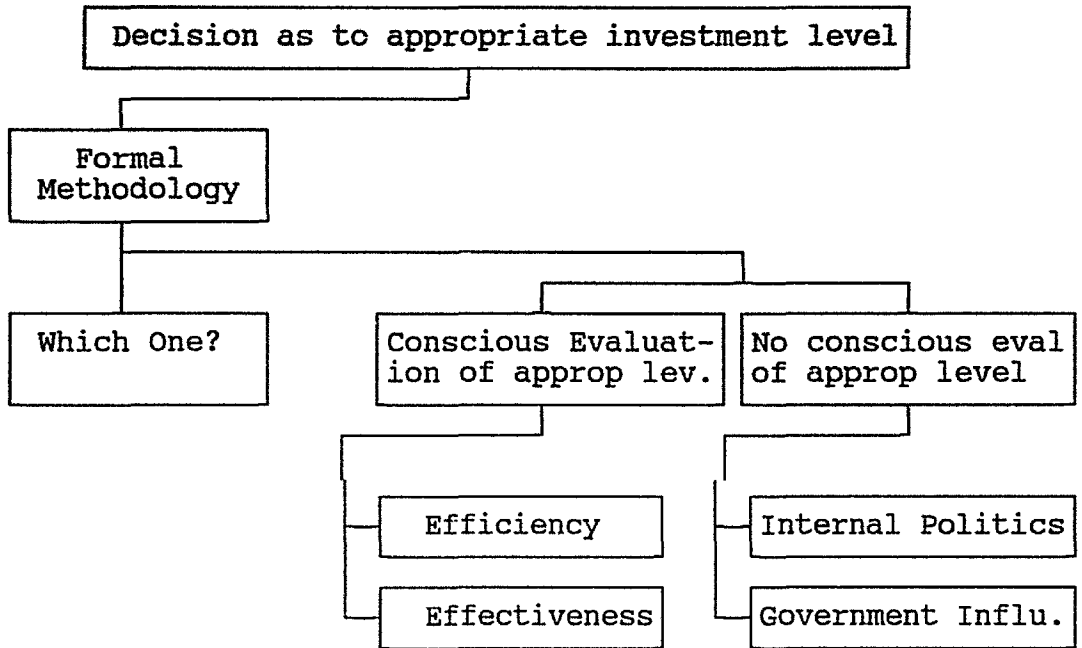 Decision as to appropriate investment level
Formal
Methodology
Which One?
Conscious Evaluat-
ion of approp lev.
No conscious eval
of approp level
Efficiency
Internal Politics
Effectiveness
Government Influ.